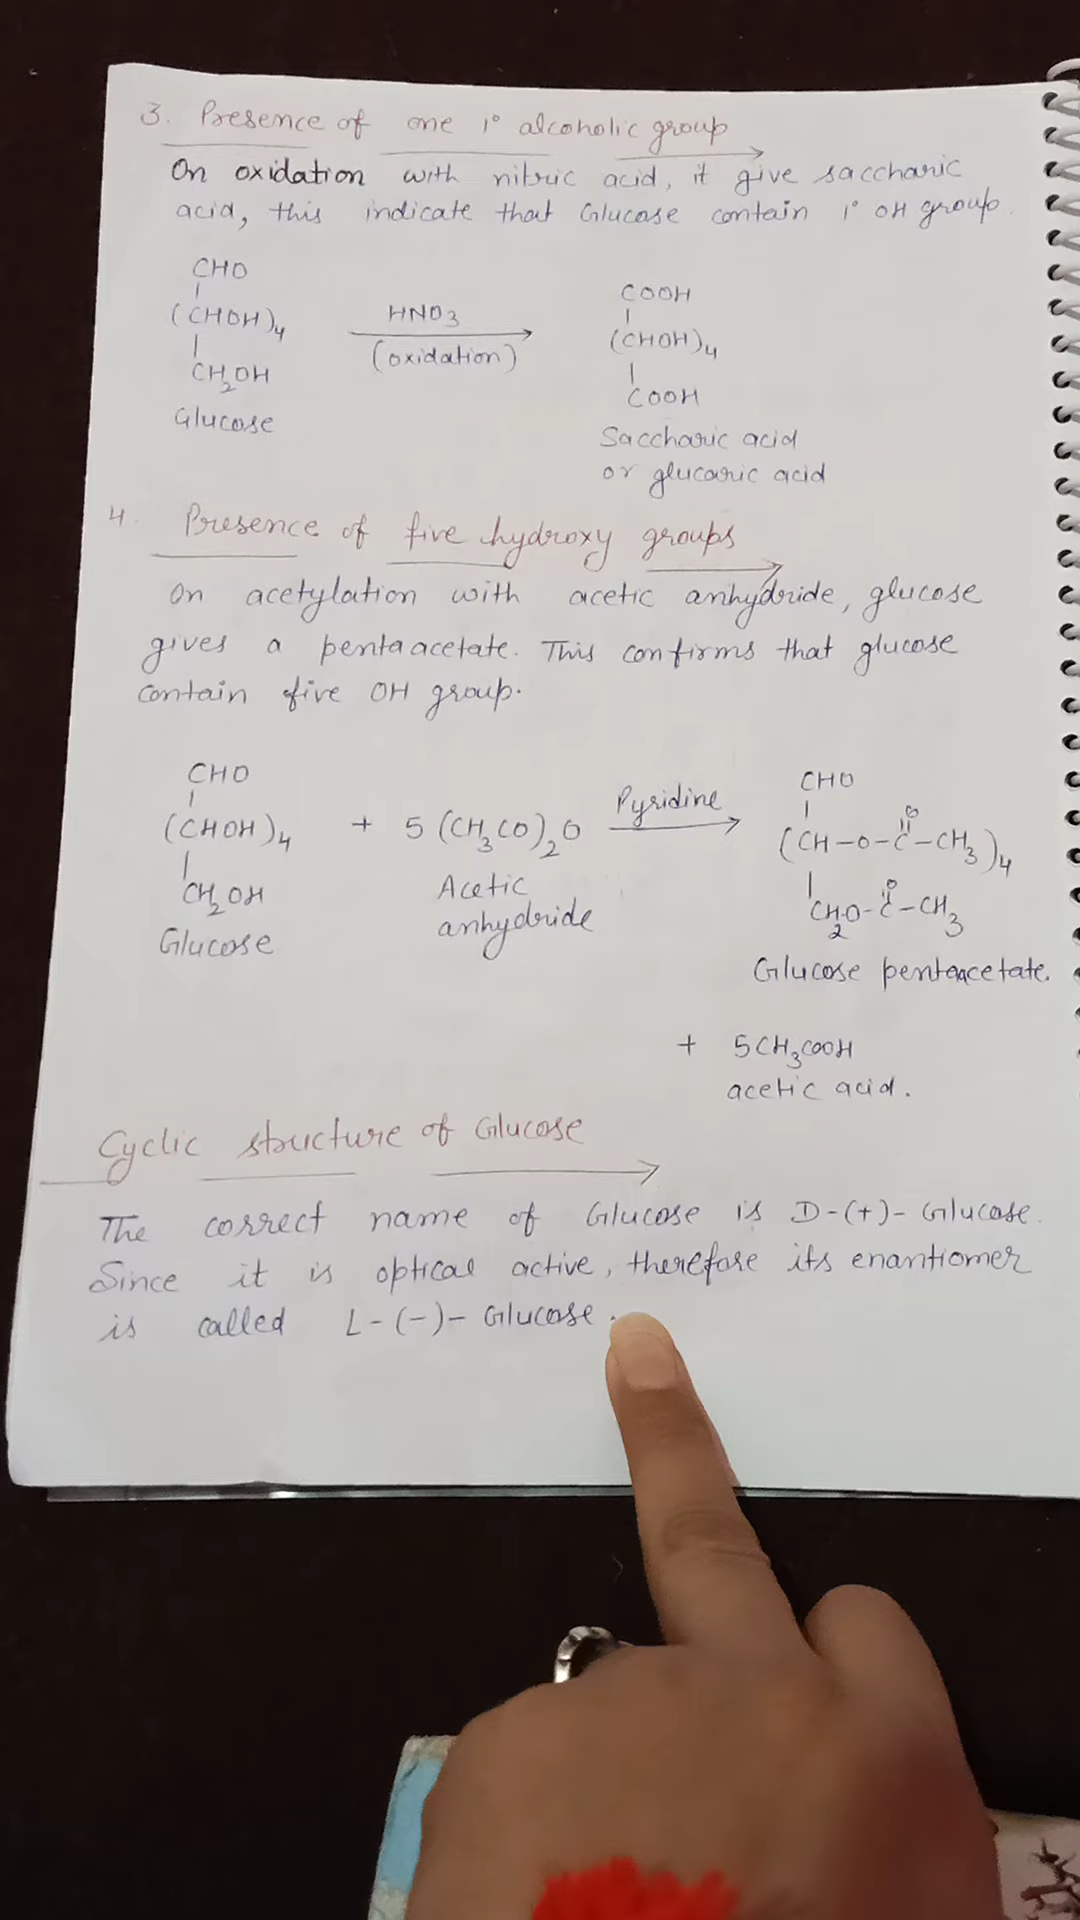 3. Presence of one 1° alcoholic group
On oxidation with nitric acid, it give saccharic
acid, this indicate that Glucose contain 1° OH group.
CHO
(CHOH)4
CH2OH
Glucose
HNO3
(oxidation)
COOH
(CHOH)4
COOH
Saccharic acid
or glucaric acid
4. Presence of five hydroxy groups
On acetylation with acetic anhydride, glucose
gives a pentaacetate. This confirms that glucose
contain five OH group.
CHO
(CHOH)4
CH2OH
Glucose
+ 5 (CH3CO)2O
Acetic
anhydride
Pyridine
CHO
O
(CH-O-C-CH3)4
O
CH2O-C-CH3
Glucose pentaacetate.
+ 5CH3COOH
acetic acid.
Cyclic structure of Glucose
The correct name of Glucose is D-(+)- Glucose.
Since it is optical active, therefore its enantiomer
is called L-(-)- Glucose.